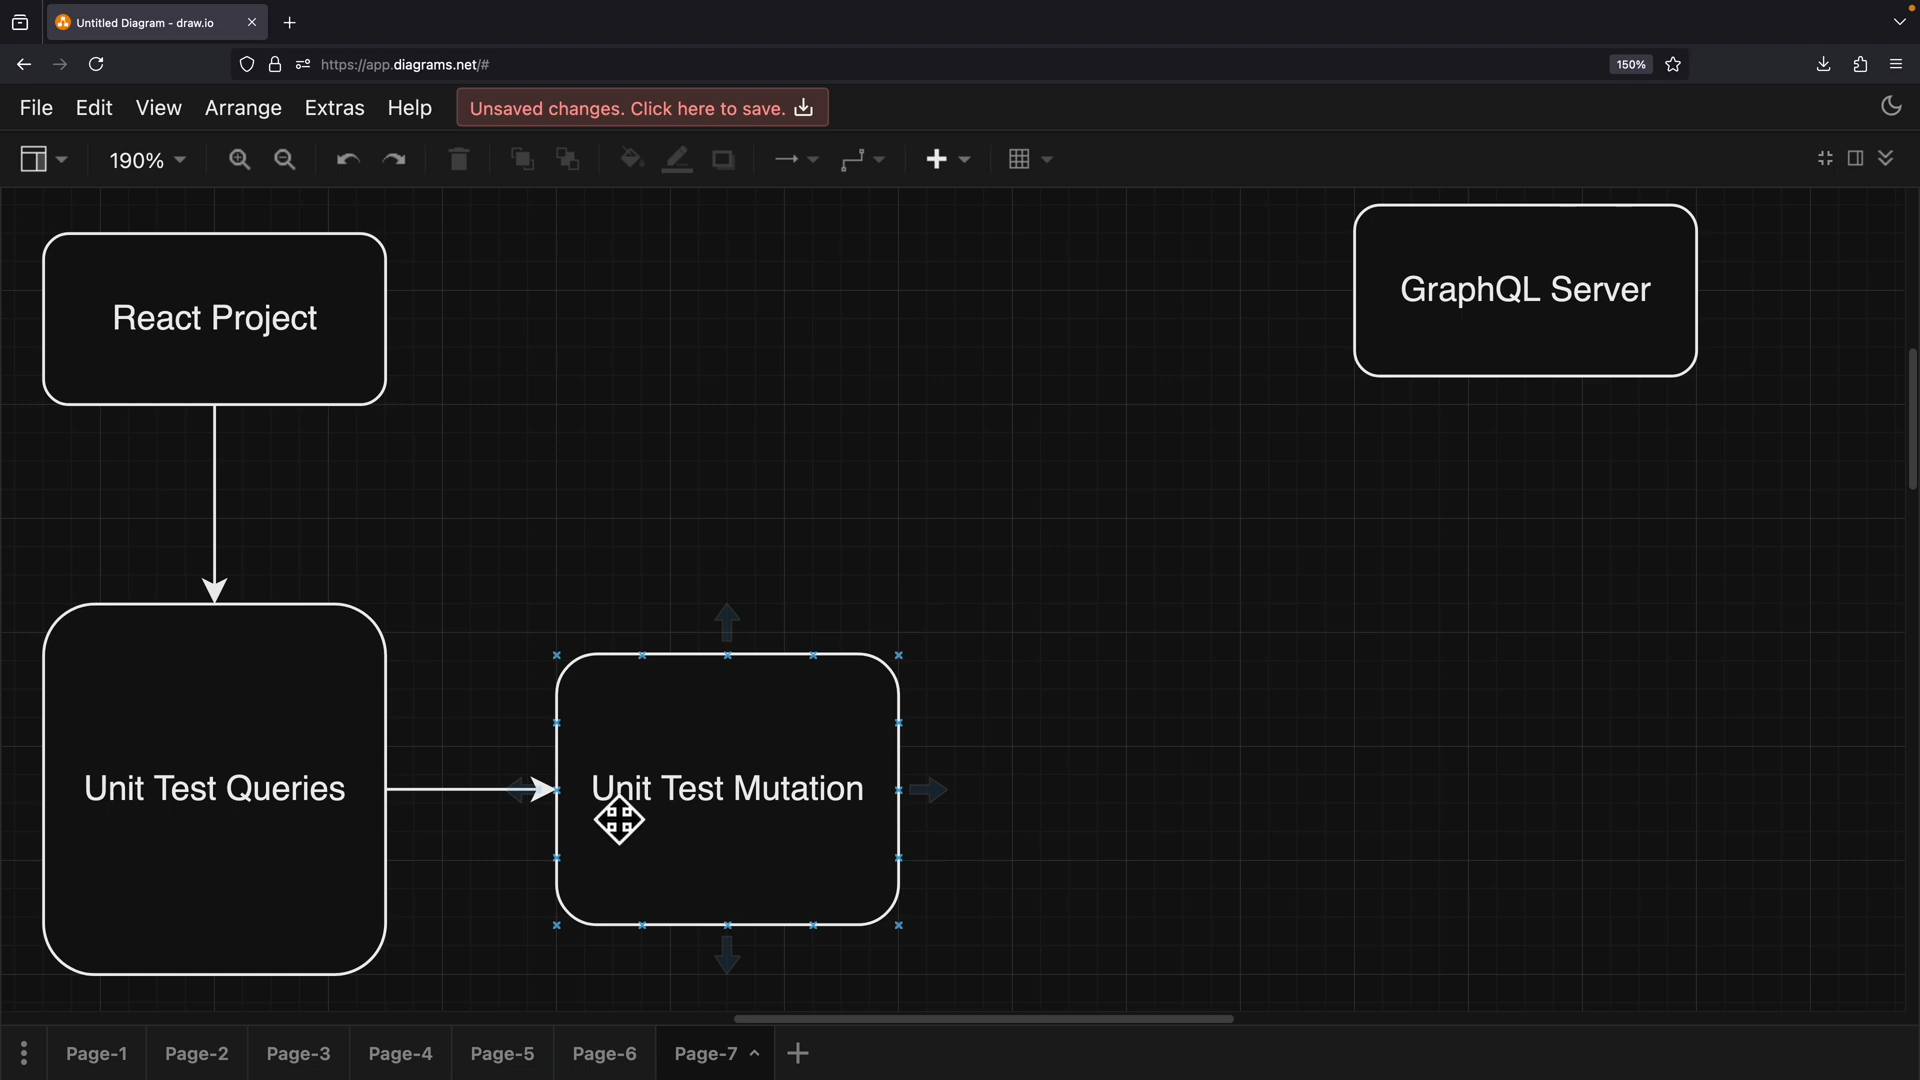 Untitled Diagram - draw.io
https://app.diagrams.net/#
150%
File Edit View Arrange Extras Help Unsaved changes. Click here to save.
190%
React Project
GraphQL Server
Unit Test Queries
Unit Test Mutation
Page-1 Page-2 Page-3 Page-4 Page-5 Page-6 Page-7